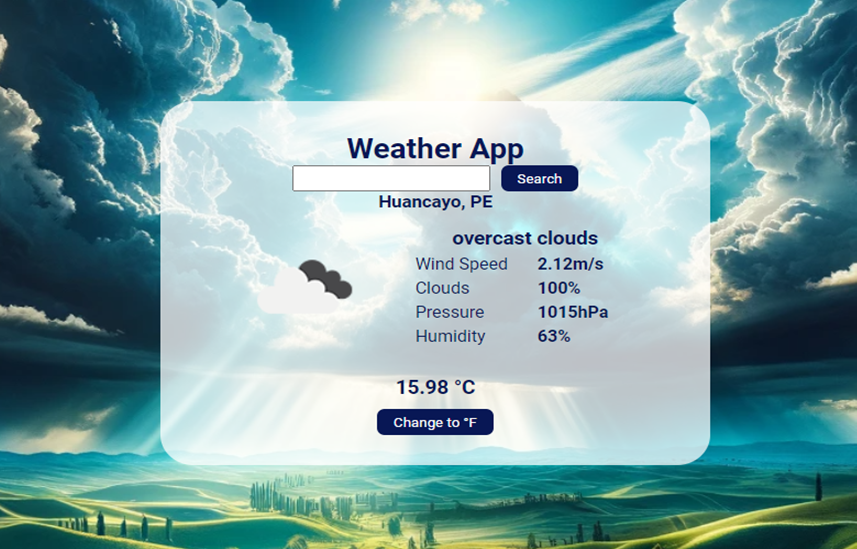 Weather App
Search
Huancayo, PE
overcast clouds
Wind Speed 2.12m/s
Clouds 100%
Pressure 1015hPa
Humidity 63%
15.98 °C
Change to °F